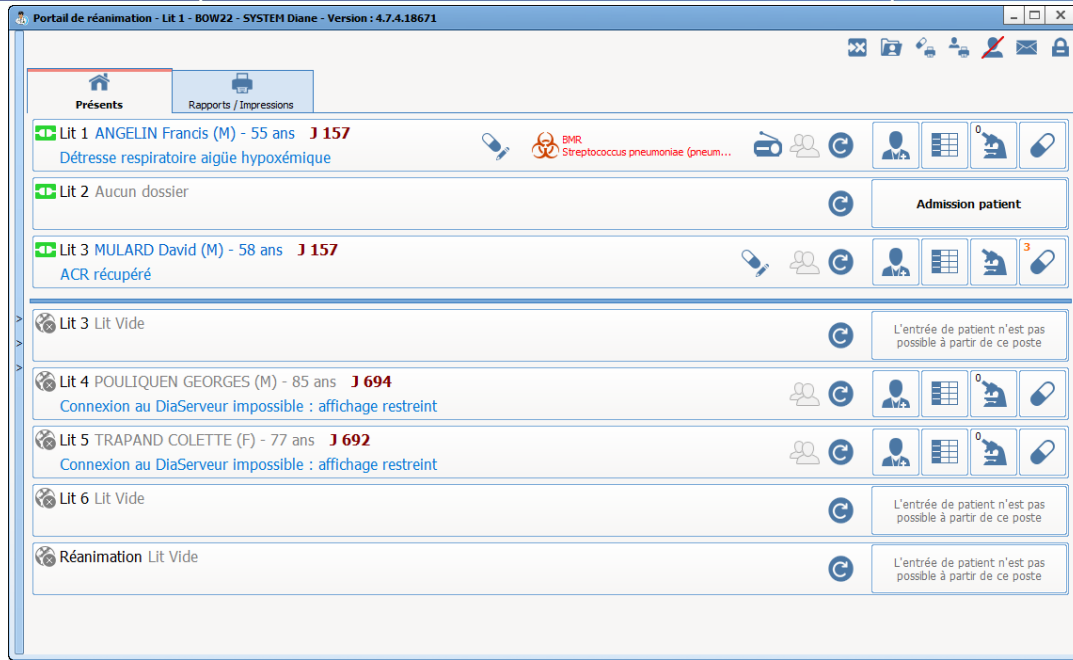 Portail de réanimation - Lit 1 - BOW22 - SYSTEM Diane - Version : 4.7.4.18671
Présents
Rapports / Impressions
Lit 1 ANGELIN Francis (M) - 55 ans J 157
Détresse respiratoire aigüe hypoxémique
BMR
Streptococcus pneumoniae (pneum...
0
Lit 2 Aucun dossier
Admission patient
Lit 3 MULARD David (M) - 58 ans J 157
ACR récupéré
3
Lit 3 Lit Vide
L'entrée de patient n'est pas
possible à partir de ce poste
Lit 4 POULIQUEN GEORGES (M) - 85 ans J 694
Connexion au DiaServeur impossible : affichage restreint
0
Lit 5 TRAPAND COLETTE (F) - 77 ans J 692
Connexion au DiaServeur impossible : affichage restreint
0
Lit 6 Lit Vide
L'entrée de patient n'est pas
possible à partir de ce poste
Réanimation Lit Vide
L'entrée de patient n'est pas
possible à partir de ce poste